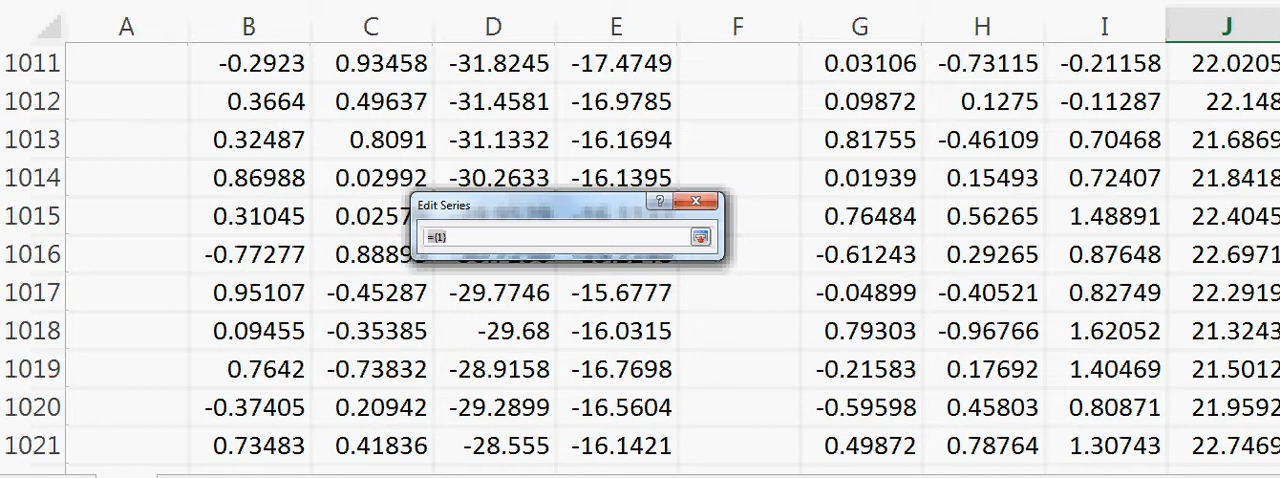 A B C D E F G H I J
1011 -0.2923 0.93458 -31.8245 -17.4749 0.03106 -0.73115 -0.21158 22.0205
1012 0.3664 0.49637 -31.4581 -16.9785 0.09872 0.1275 -0.11287 22.148
1013 0.32487 0.8091 -31.1332 -16.1694 0.81755 -0.46109 0.70468 21.6869
1014 0.86988 0.02992 -30.2633 -16.1395 0.01939 0.15493 0.72407 21.8418
Edit Series
1015 0.31045 0.0257 0.76484 0.56265 1.48891 22.4045
={1}
1016 -0.77277 0.8889 -0.61243 0.29265 0.87648 22.6971
1017 0.95107 -0.45287 -29.7746 -15.6777 -0.04899 -0.40521 0.82749 22.2919
1018 0.09455 -0.35385 -29.68 -16.0315 0.79303 -0.96766 1.62052 21.3243
1019 0.7642 -0.73832 -28.9158 -16.7698 -0.21583 0.17692 1.40469 21.5012
1020 -0.37405 0.20942 -29.2899 -16.5604 -0.59598 0.45803 0.80871 21.9592
1021 0.73483 0.41836 -28.555 -16.1421 0.49872 0.78764 1.30743 22.7469